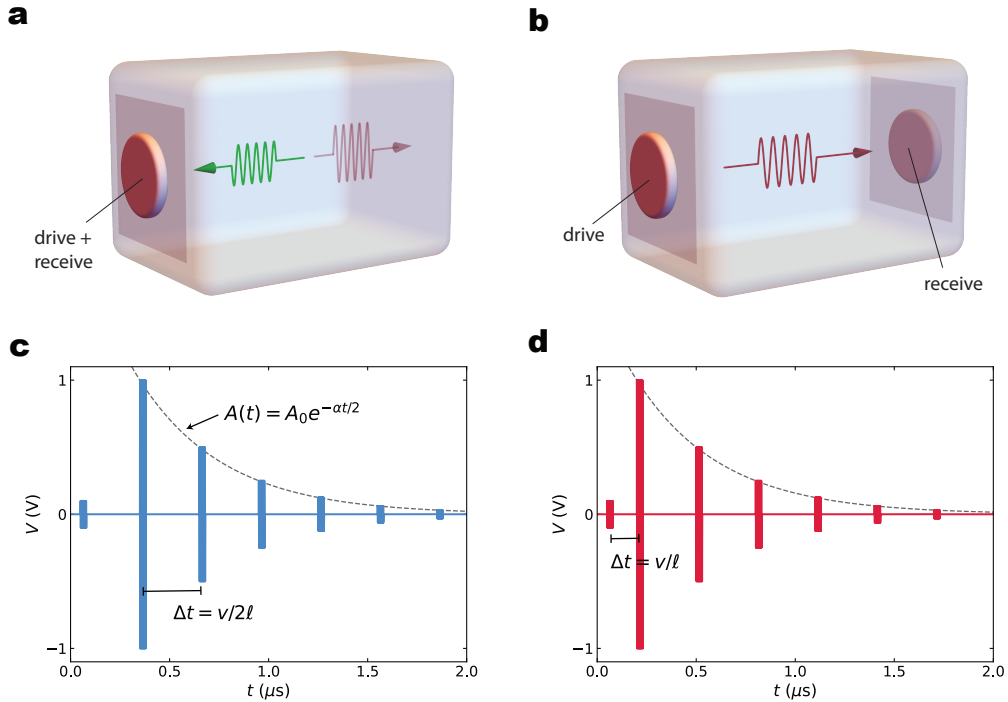 a
b
drive +
receive
drive
receive
c
d
1
0
−1
V (V)
A(t) = A₀e^{−αt/2}
Δt = v/2ℓ
0.0 0.5 1.0 1.5 2.0
t (μs)
1
0
−1
V (V)
Δt = v/ℓ
0.0 0.5 1.0 1.5 2.0
t (μs)